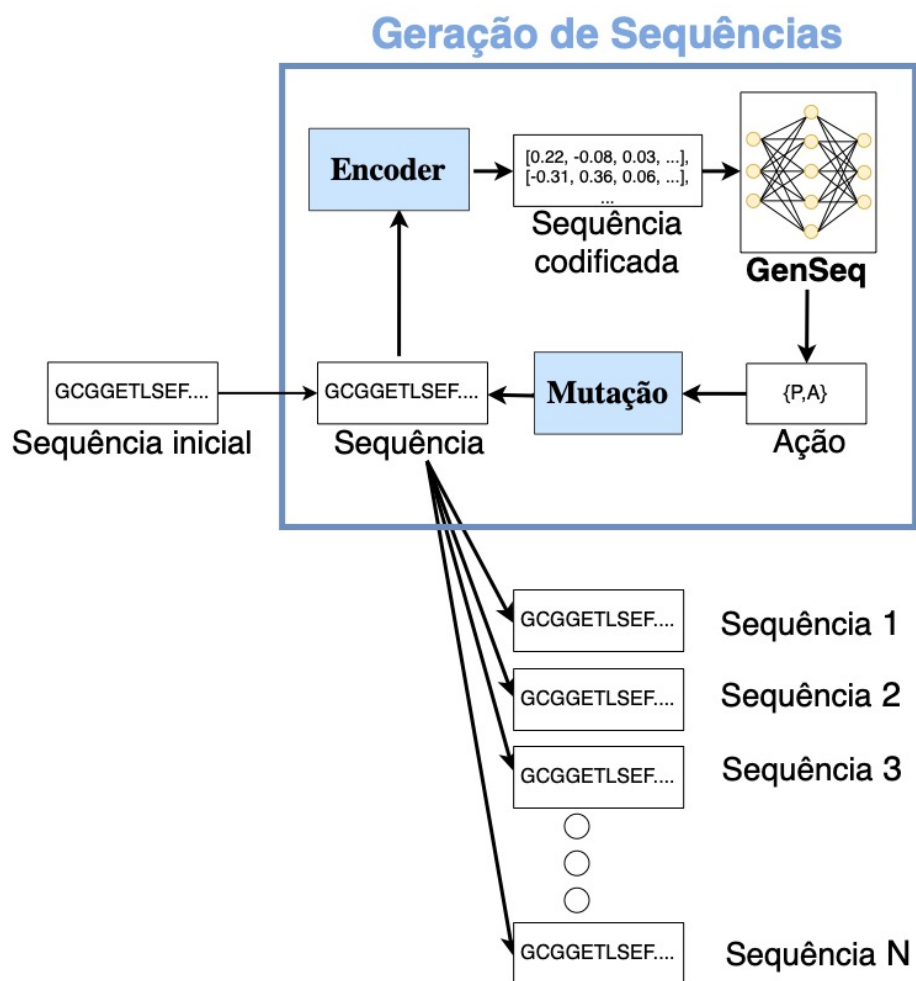 Geração de Sequências
Encoder
[0.22, -0.08, 0.03, ...],
[-0.31, 0.36, 0.06, ...],
...
Sequência
codificada
GenSeq
GCGGETLSEF....
Sequência inicial
GCGGETLSEF....
Sequência
Mutação
{P,A}
Ação
GCGGETLSEF....
Sequência 1
GCGGETLSEF....
Sequência 2
GCGGETLSEF....
Sequência 3
GCGGETLSEF....
Sequência N